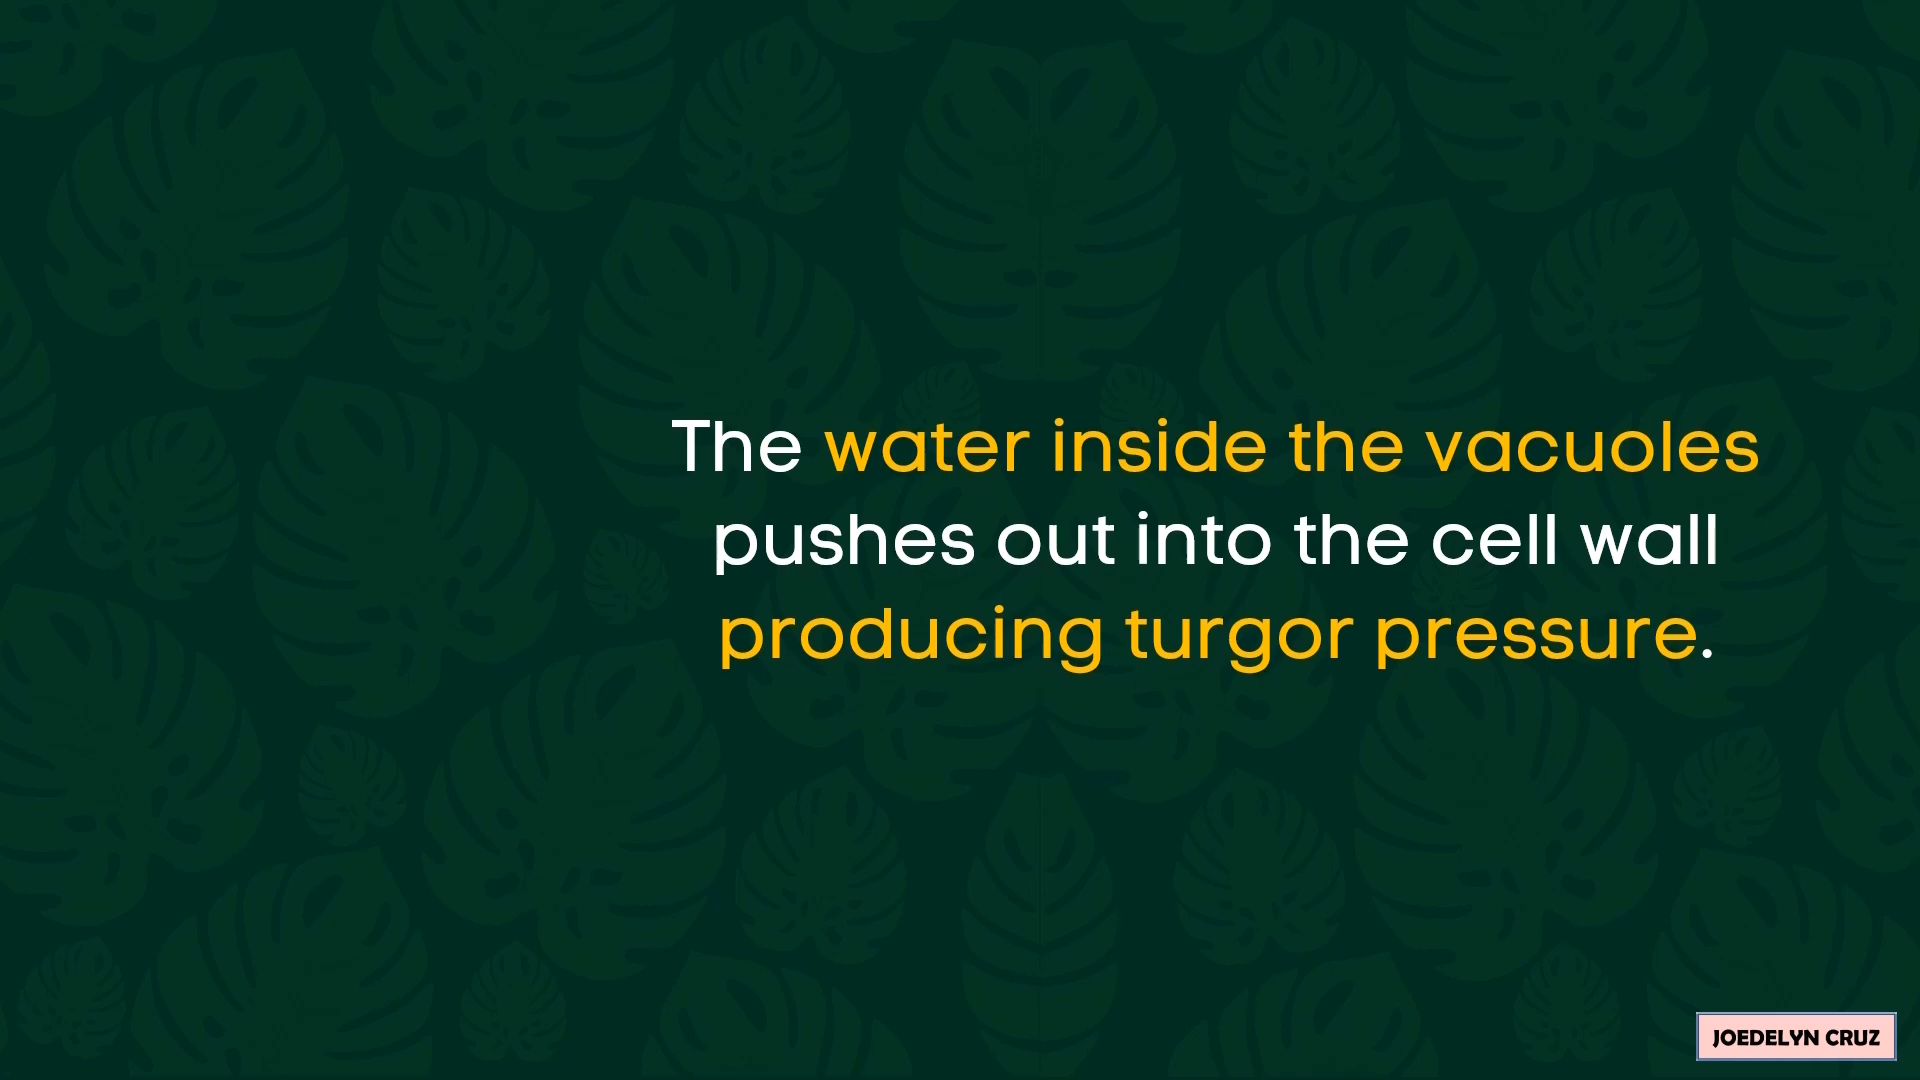 The water inside the vacuoles
pushes out into the cell wall
producing turgor pressure.
JOEDELYN CRUZ